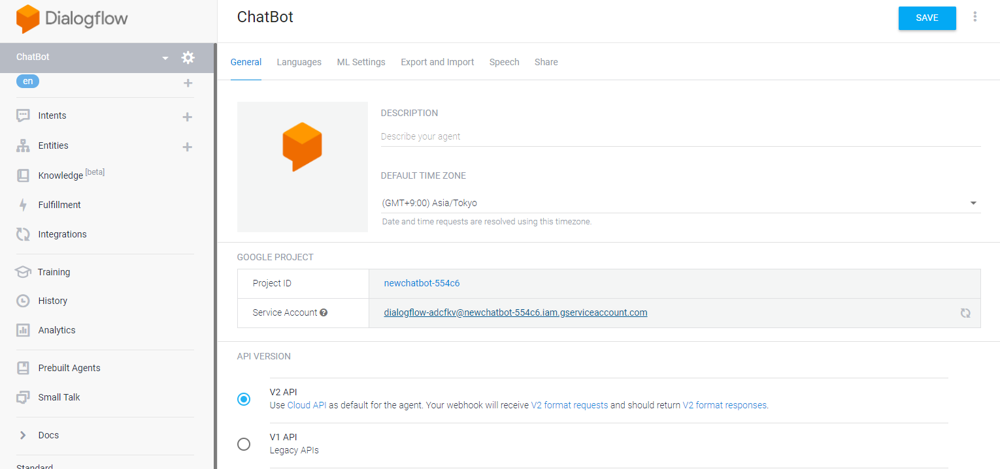 Dialogflow
ChatBot
en
Intents
Entities
Knowledge [beta]
Fulfillment
Integrations
Training
History
Analytics
Prebuilt Agents
Small Talk
Docs
Standard
ChatBot
SAVE
General Languages ML Settings Export and Import Speech Share
DESCRIPTION
Describe your agent
DEFAULT TIME ZONE
(GMT+9:00) Asia/Tokyo
Date and time requests are resolved using this timezone.
GOOGLE PROJECT
Project ID newchatbot-554c6
Service Account dialogflow-adcfkv@newchatbot-554c6.iam.gserviceaccount.com
API VERSION
V2 API
Use Cloud API as default for the agent. Your webhook will receive V2 format requests and should return V2 format responses.
V1 API
Legacy APIs